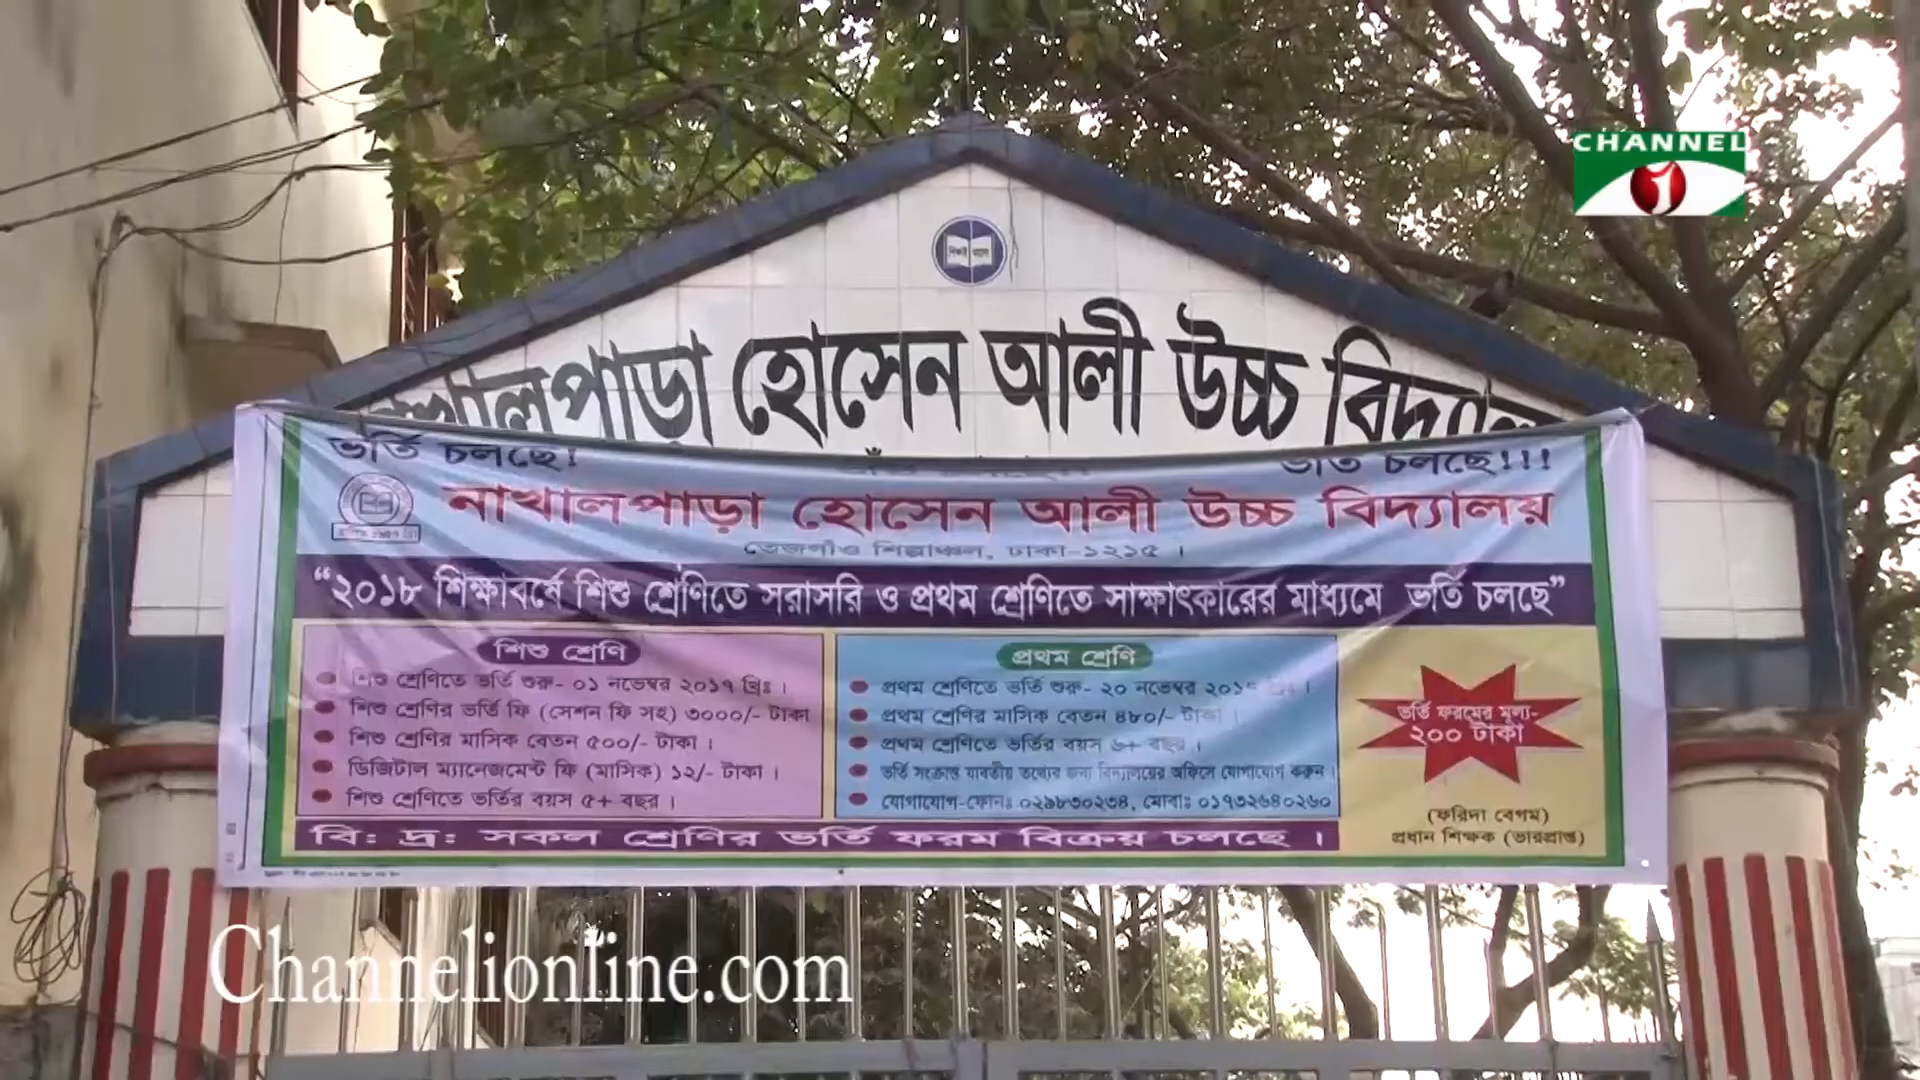 CHANNEL
1
হোসেন আলী উচ্চ
ভর্তি চলছে! ভর্তি চলছে!!!
নাখালপাড়া হোসেন আলী উচ্চ বিদ্যালয়
তেজগাঁও শিল্পাঞ্চল, ঢাকা-১২১৫ ।
“২০১৮ শিক্ষাবর্ষে শিশু শ্রেণিতে সরাসরি ও প্রথম শ্রেণিতে সাক্ষাৎকারের মাধ্যমে ভর্তি চলছে”
শিশু শ্রেণি
শিশু শ্রেণিতে ভর্তি শুরু- ০১ নভেম্বর ২০১৭ খ্রিঃ ।
শিশু শ্রেণির ভর্তি ফি (সেশন ফি সহ) ৩০০০/- টাকা
শিশু শ্রেণির মাসিক বেতন ৫০০/- টাকা ।
ডিজিটাল ম্যানেজমেন্ট ফি (মাসিক) ১২/- টাকা ।
শিশু শ্রেণিতে ভর্তির বয়স ৫+ বছর ।
প্রথম শ্রেণি
প্রথম শ্রেণিতে ভর্তি শুরু- ২০ নভেম্বর ২০১৭ খ্রিঃ ।
প্রথম শ্রেণির মাসিক বেতন ৪৮০/- টাকা ।
প্রথম শ্রেণিতে ভর্তির বয়স ৬+ বছর ।
ভর্তি সংক্রান্ত যাবতীয় তথ্যের জন্য বিদ্যালয়ের অফিসে যোগাযোগ করুন ।
যোগাযোগ-ফোনঃ ০২৯৮৩০২৩৪, মোবাঃ ০১৭৩২৬৪০২৬০
ভর্তি ফরমের মূল্য-
২০০ টাকা
(ফরিদা বেগম)
প্রধান শিক্ষক (ভারপ্রাপ্ত)
বি: দ্র: সকল শ্রেণির ভর্তি ফরম বিক্রয় চলছে ।
Channelionline.com